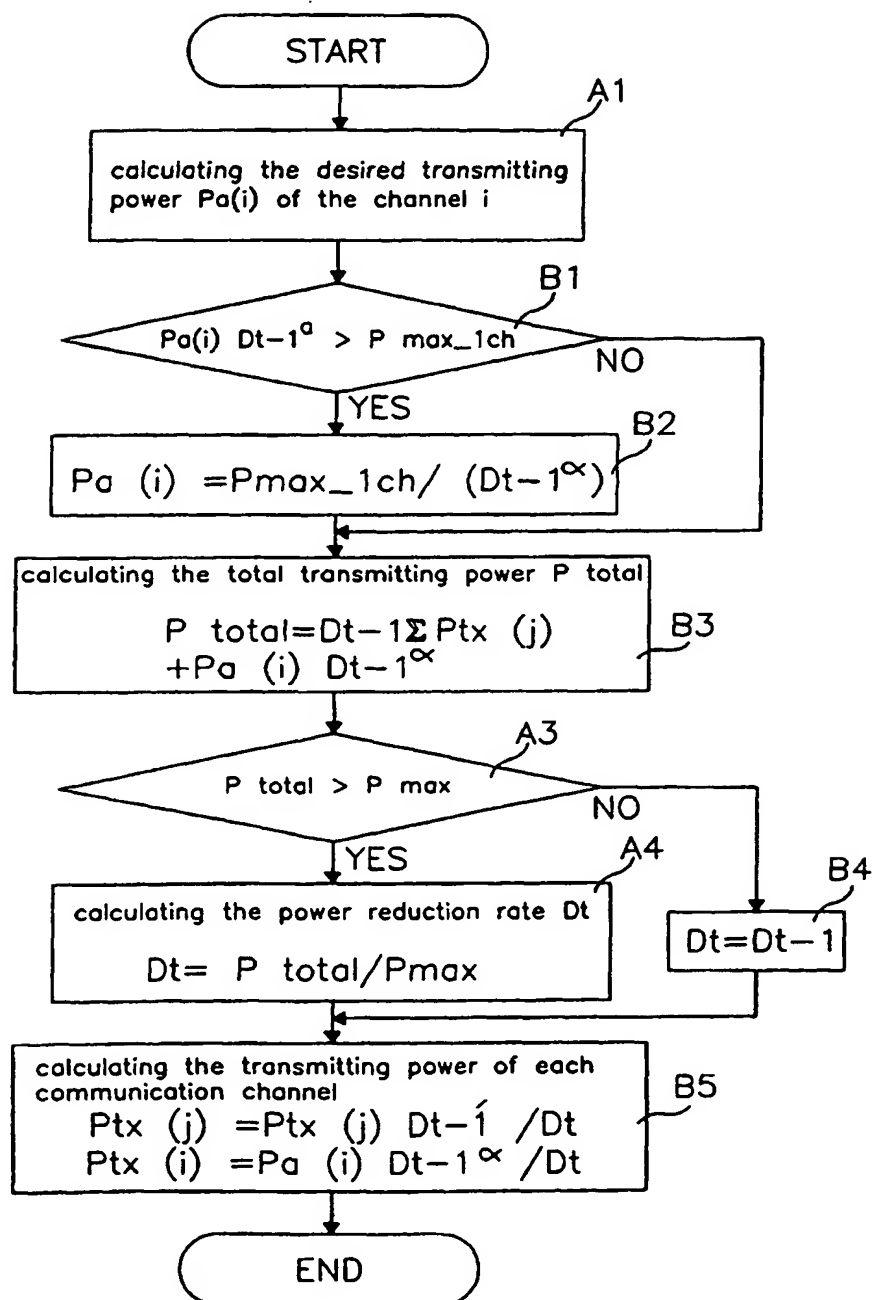 START
A1
calculating the desired transmitting
power Pa(i) of the channel i
B1
Pa(i) Dt-1^a > P max_1ch
NO
YES
B2
Pa (i) =Pmax_1ch/ (Dt-1^∝)
calculating the total transmitting power P total
P total=Dt-1Σ Ptx (j)
+Pa (i) Dt-1^∝
B3
A3
P total > P max
NO
YES
A4
calculating the power reduction rate Dt
Dt= P total/Pmax
B4
Dt=Dt-1
calculating the transmitting power of each
communication channel
Ptx (j) =Ptx (j) Dt-1 /Dt
Ptx (i) =Pa (i) Dt-1^∝ /Dt
B5
END